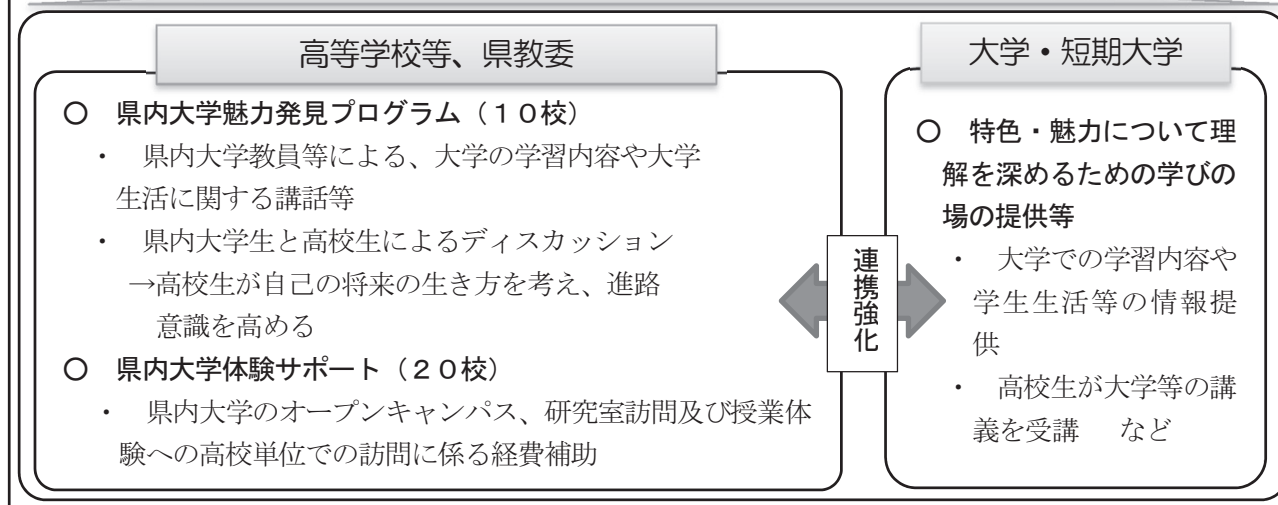 高等学校等、県教委
○ 県内大学魅力発見プログラム（１０校）
・ 県内大学教員等による、大学の学習内容や大学
生活に関する講話等
・ 県内大学生と高校生によるディスカッション
→高校生が自己の将来の生き方を考え、進路
意識を高める
○ 県内大学体験サポート（２０校）
・ 県内大学のオープンキャンパス、研究室訪問及び授業体
験への高校単位での訪問に係る経費補助
連携強化
大学・短期大学
○ 特色・魅力について理
解を深めるための学びの
場の提供等
・ 大学での学習内容や
学生生活等の情報提
供
・ 高校生が大学等の講
義を受講 など